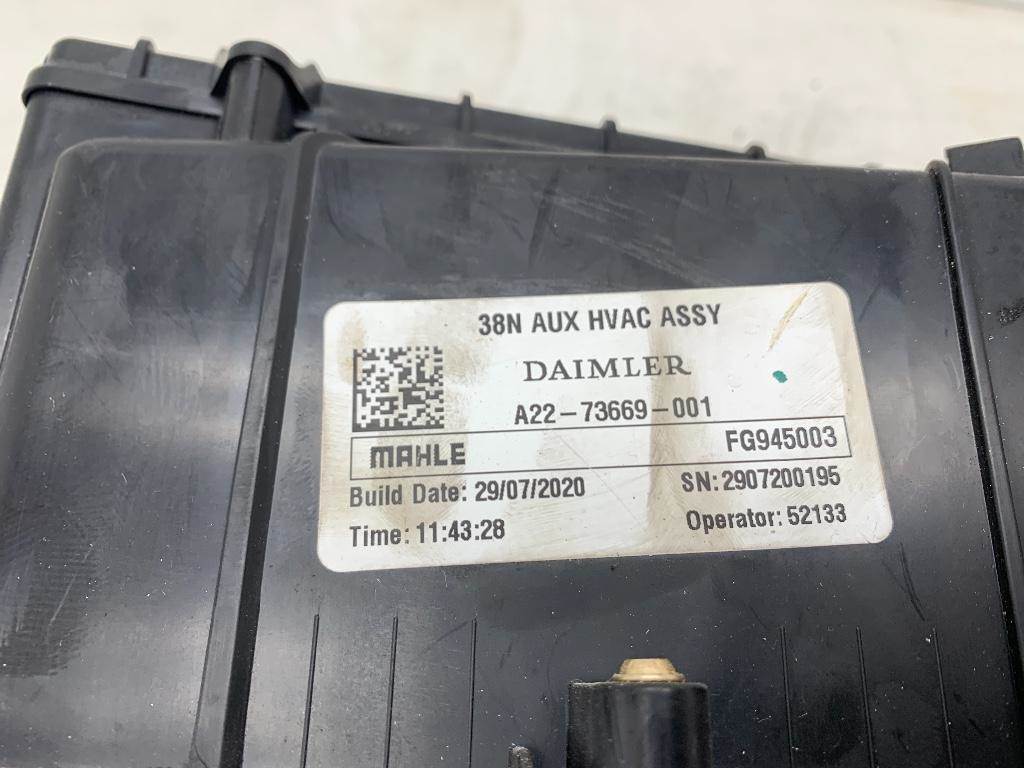 38N AUX HVAC ASSY
DAIMLER
A22-73669-001
MAHLE FG945003
Build Date: 29/07/2020 SN: 2907200195
Time: 11:43:28 Operator: 52133